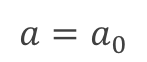 a = a₀